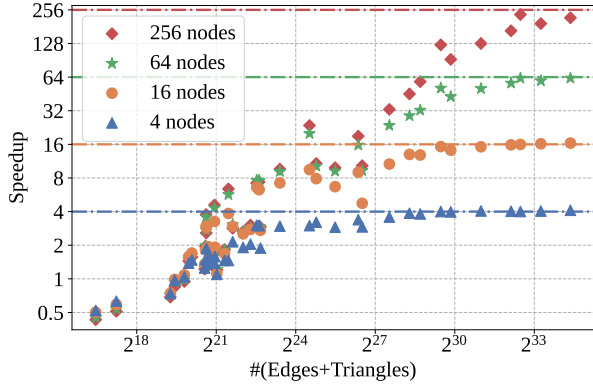 256
128
64
32
16
8
4
2
1
0.5
Speedup
256 nodes
64 nodes
16 nodes
4 nodes
2^18 2^21 2^24 2^27 2^30 2^33
#(Edges+Triangles)